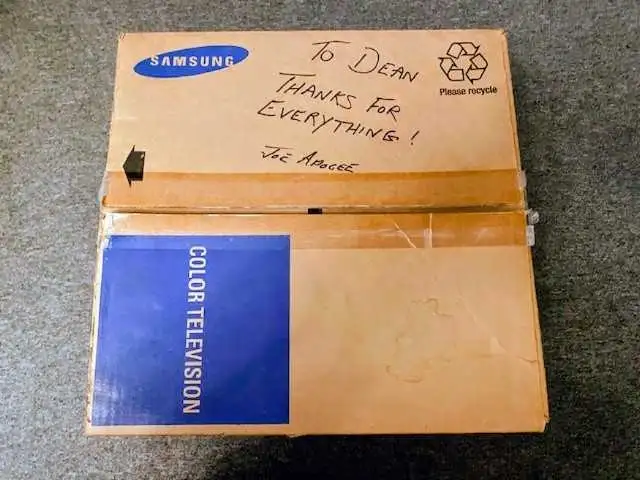 SAMSUNG
TO DEAN
THANKS FOR
EVERYTHING!
JOE APOGEE
Please recycle
COLOR TELEVISION